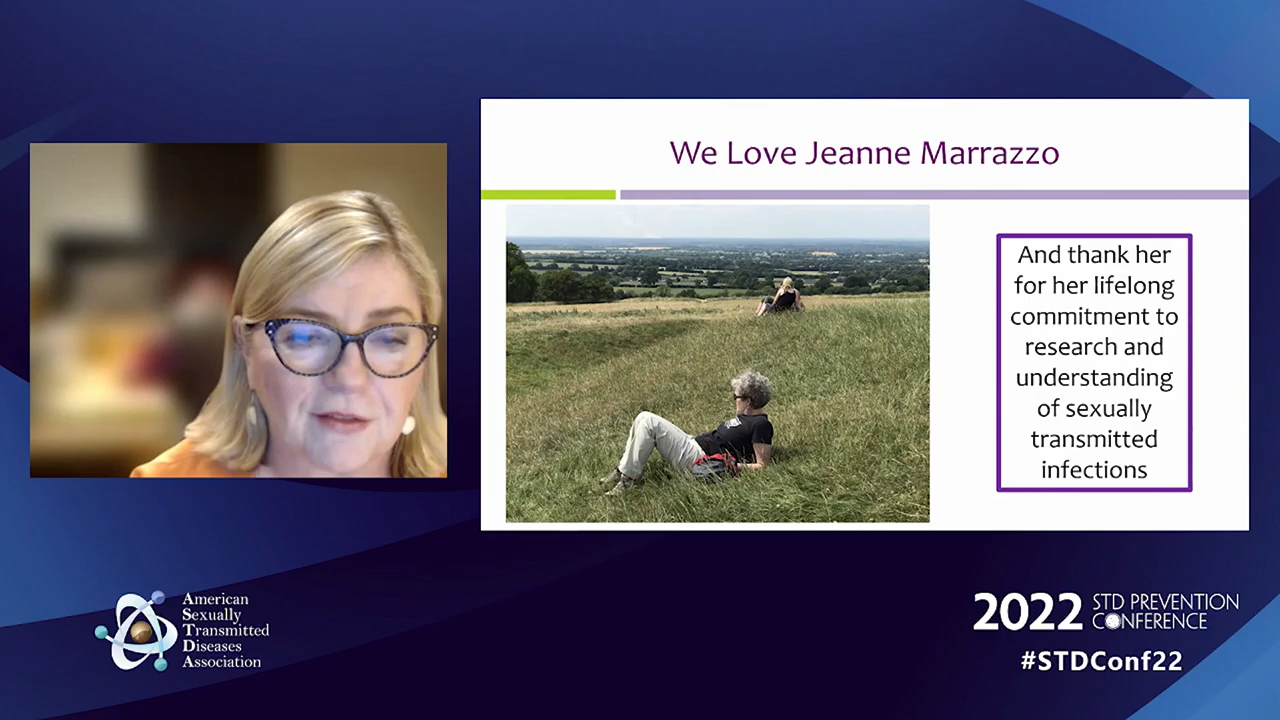 We Love Jeanne Marrazzo
And thank her
for her lifelong
commitment to
research and
understanding
of sexually
transmitted
infections
American
Sexually
Transmitted
Diseases
Association
2022 STD PREVENTION
CONFERENCE
#STDConf22